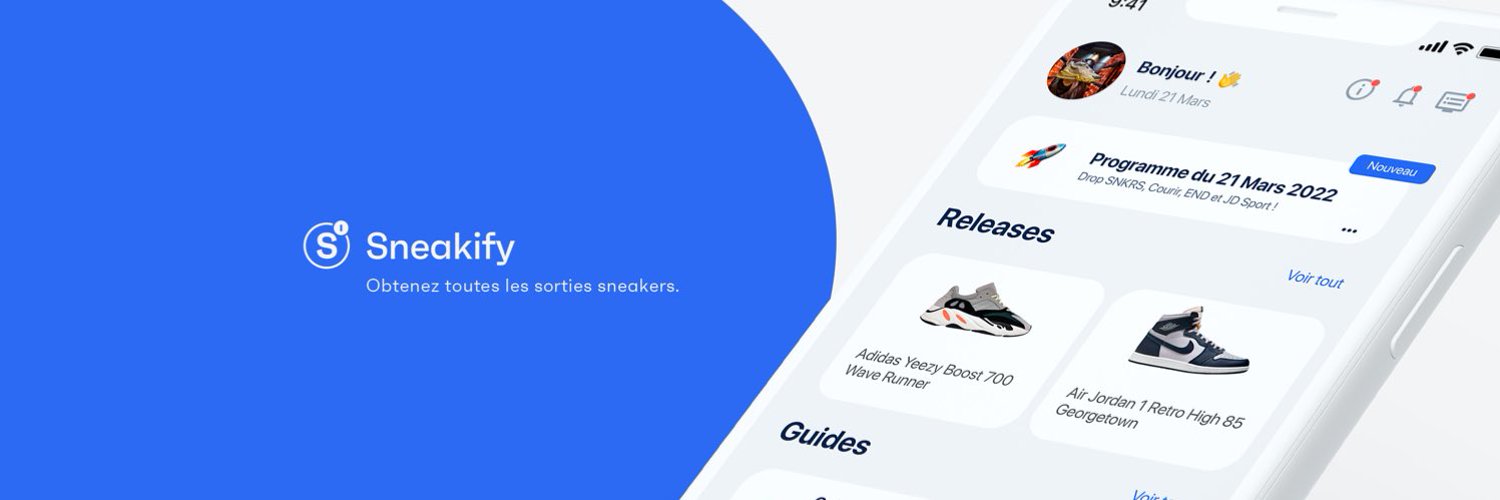 S
Sneakify
Obtenez toutes les sorties sneakers.
9:41
Bonjour ! 👋
Lundi 21 Mars
Nouveau
Programme du 21 Mars 2022
Drop SNKRS, Courir, END et JD Sport !
...
Releases
Voir tout
Adidas Yeezy Boost 700
Wave Runner
Air Jordan 1 Retro High 85
Georgetown
Guides
Voir tout